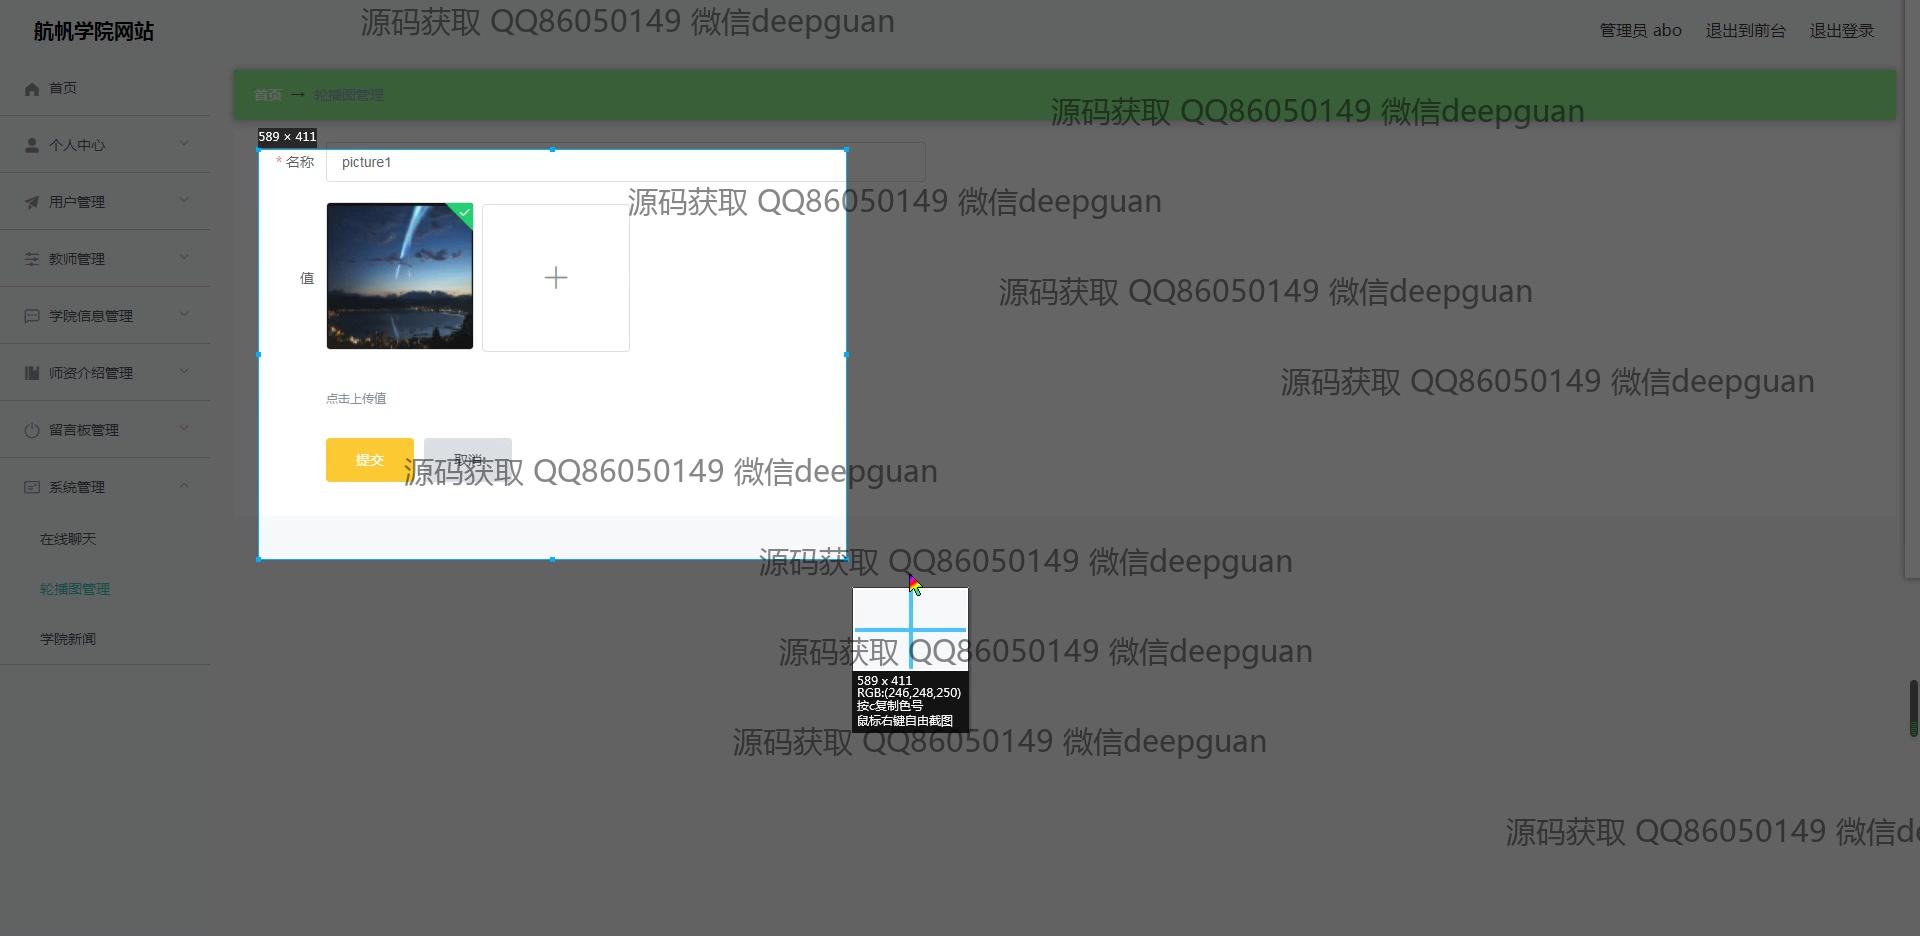 航帆学院网站
源码获取 QQ86050149 微信deepguan
管理员 abo
退出到前台
退出登录
首页
首页 → 轮播图管理
源码获取 QQ86050149 微信deepguan
589 × 411
个人中心
* 名称
picture1
用户管理
源码获取 QQ86050149 微信deepguan
教师管理
值
源码获取 QQ86050149 微信deepguan
学院信息管理
师资介绍管理
源码获取 QQ86050149 微信deepguan
点击上传值
留言板管理
提交
取消
源码获取 QQ86050149 微信deepguan
系统管理
在线聊天
源码获取 QQ86050149 微信deepguan
轮播图管理
学院新闻
源码获取 QQ86050149 微信deepguan
589 x 411
RGB:(246,248,250)
按c复制色号
鼠标右键自由截图
源码获取 QQ86050149 微信deepguan
源码获取 QQ86050149 微信de